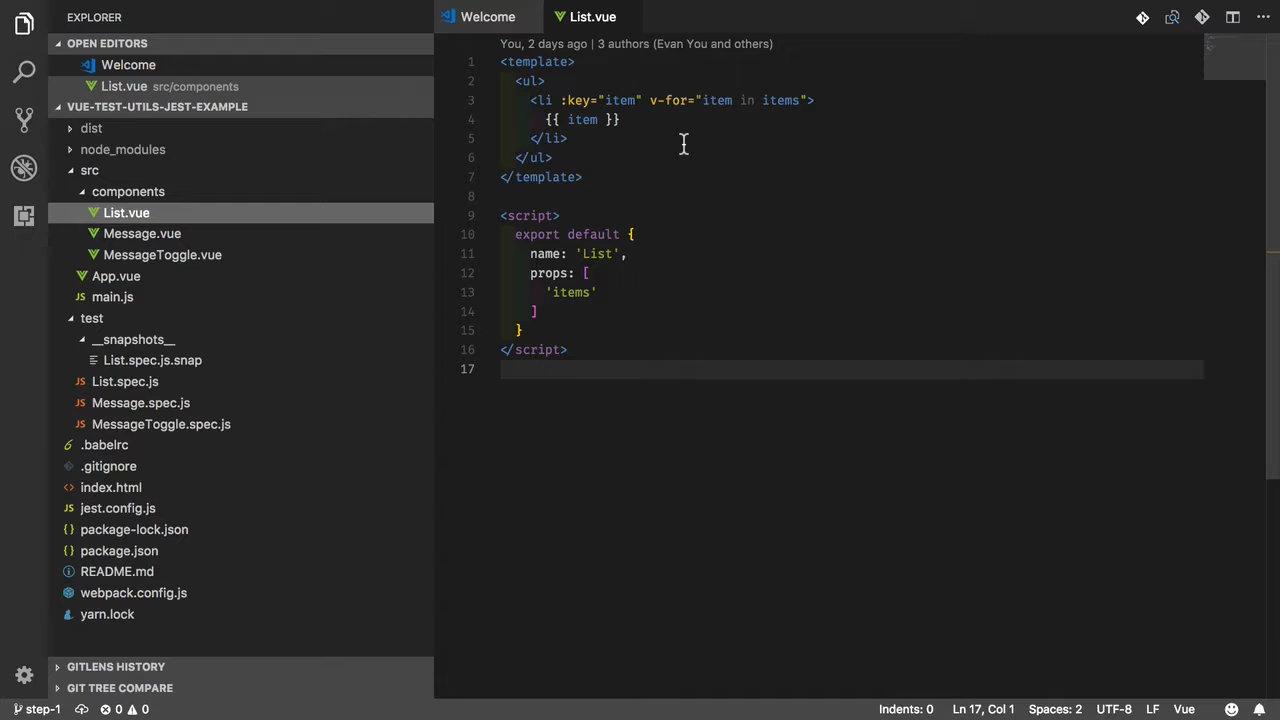 EXPLORER
OPEN EDITORS
Welcome
List.vue src/components
VUE-TEST-UTILS-JEST-EXAMPLE
dist
node_modules
src
components
List.vue
Message.vue
MessageToggle.vue
App.vue
JS main.js
test
__snapshots__
List.spec.js.snap
JS List.spec.js
JS Message.spec.js
JS MessageToggle.spec.js
6 .babelrc
.gitignore
<> index.html
JS jest.config.js
{} package-lock.json
{} package.json
README.md
webpack.config.js
yarn.lock
GITLENS HISTORY
GIT TREE COMPARE
Welcome
List.vue
You, 2 days ago | 3 authors (Evan You and others)
1 <template>
2 <ul>
3 <li :key="item" v-for="item in items">
4 {{ item }}
5 </li>
6 </ul>
7 </template>
8
9 <script>
10 export default {
11 name: 'List',
12 props: [
13 'items'
14 ]
15 }
16 </script>
17
step-1 0 0 Indents: 0 Ln 17, Col 1 Spaces: 2 UTF-8 LF Vue